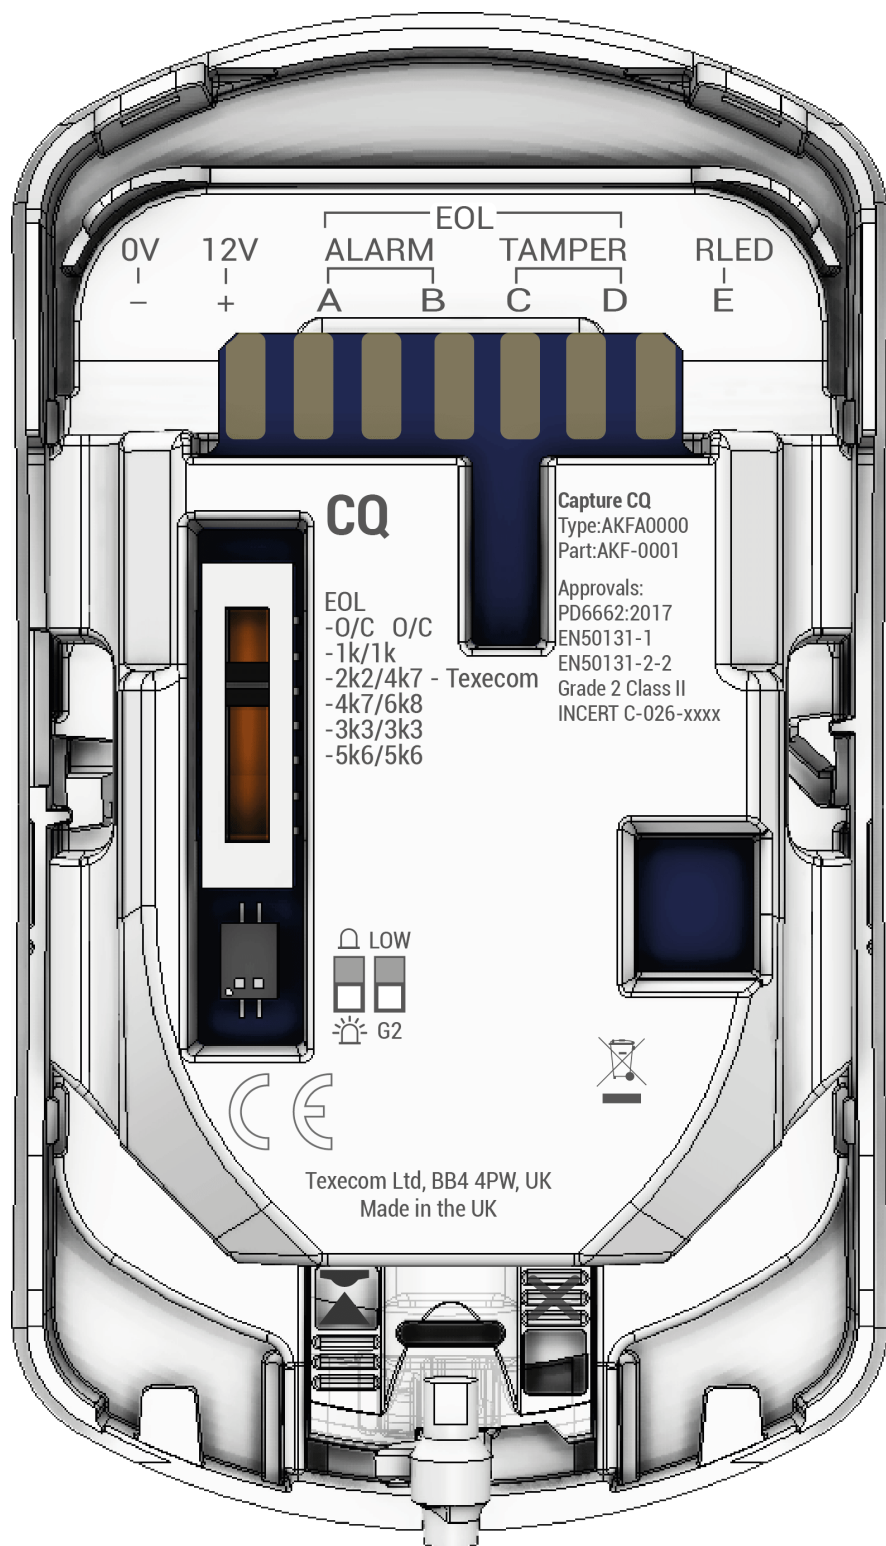 EOL
0V 12V ALARM TAMPER RLED
– + A B C D E
CQ
Capture CQ
Type:AKFA0000
Part:AKF-0001
Approvals:
PD6662:2017
EN50131-1
EN50131-2-2
Grade 2 Class II
INCERT C-026-xxxx
EOL
-O/C O/C
-1k/1k
-2k2/4k7 - Texecom
-4k7/6k8
-3k3/3k3
-5k6/5k6
LOW
G2
CE
Texecom Ltd, BB4 4PW, UK
Made in the UK